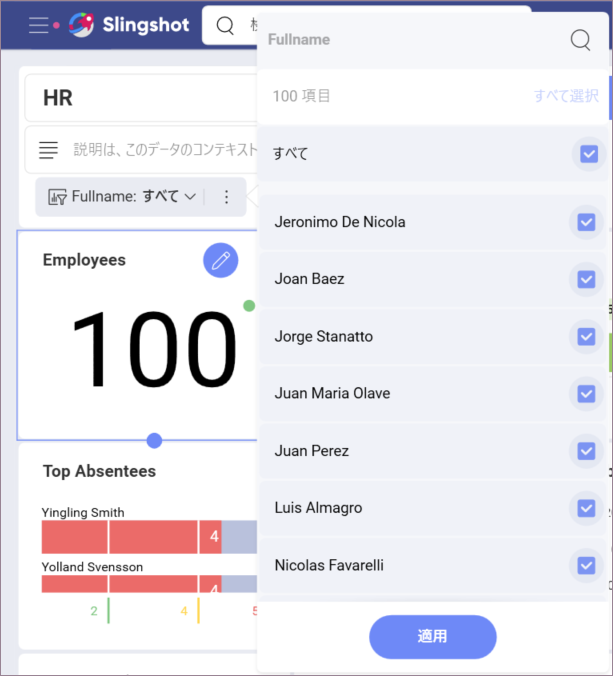 Slingshot
Fullname
100 項目
すべて選択
HR
説明は、このデータのコンテキスト
Fullname: すべて
すべて
Jeronimo De Nicola
Joan Baez
Jorge Stanatto
Juan Maria Olave
Juan Perez
Luis Almagro
Nicolas Favarelli
適用
Employees
100
Top Absentees
Yingling Smith
4
Yolland Svensson
4
2
4
5